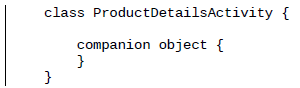 class ProductDetailsActivity {
companion object {
}
}